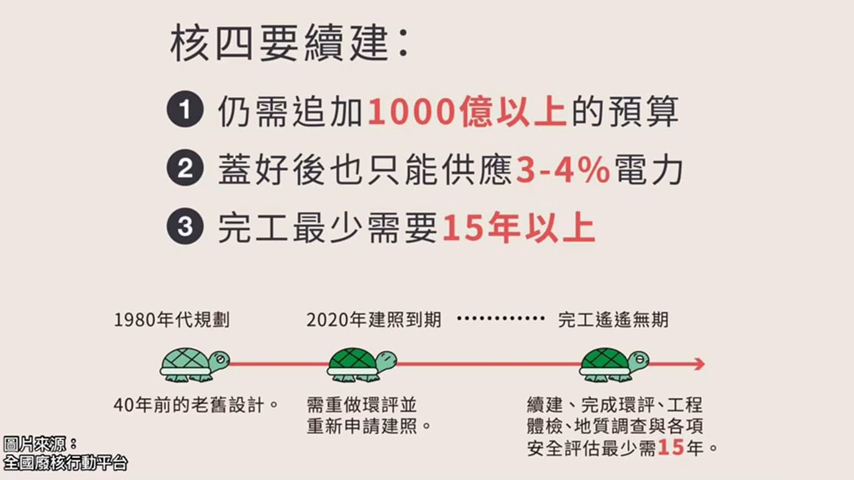 核四要續建：
1 仍需追加1000億以上的預算
2 蓋好後也只能供應3-4%電力
3 完工最少需要15年以上
1980年代規劃
2020年建照到期
完工遙遙無期
40年前的老舊設計。
需重做環評並
重新申請建照。
續建、完成環評、工程
體檢、地質調查與各項
安全評估最少需15年。
圖片來源：
全國廢核行動平台